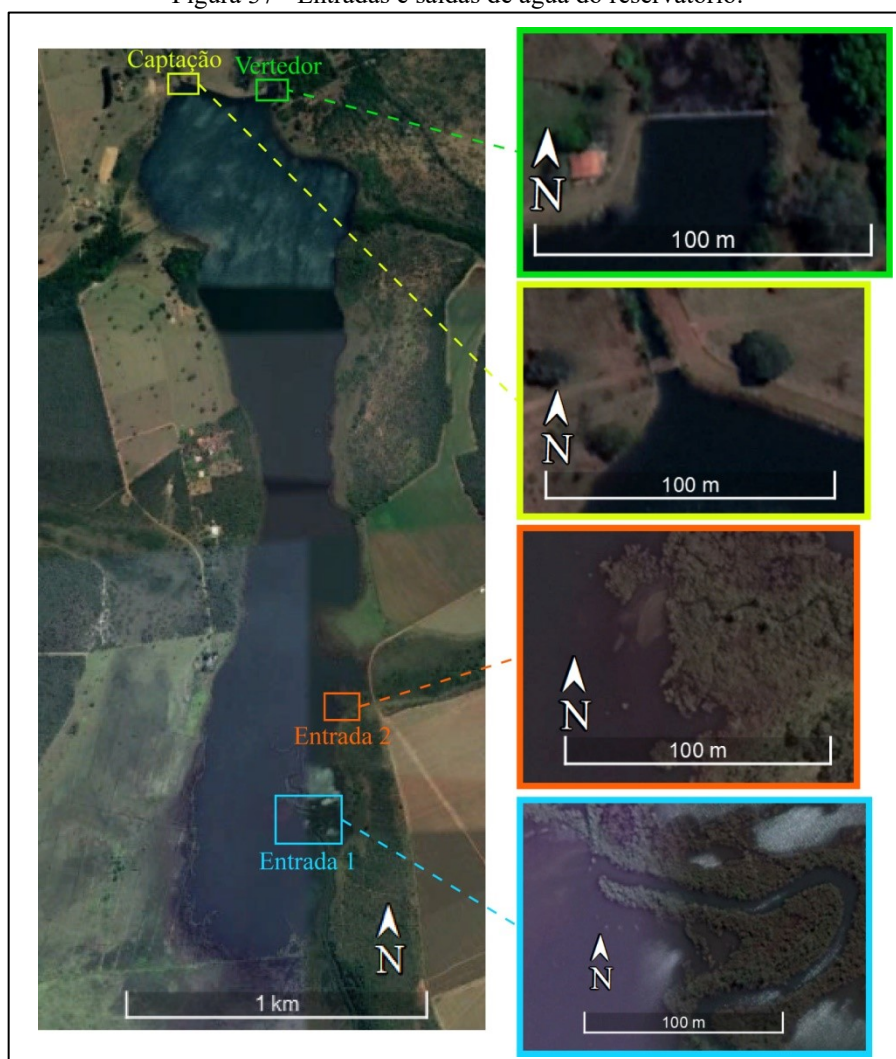 Figura 37 - Entradas e saídas de água do reservatório.
Captação
Vertedor
N
100 m
N
100 m
Entrada 2
N
100 m
Entrada 1
N
1 km
N
100 m